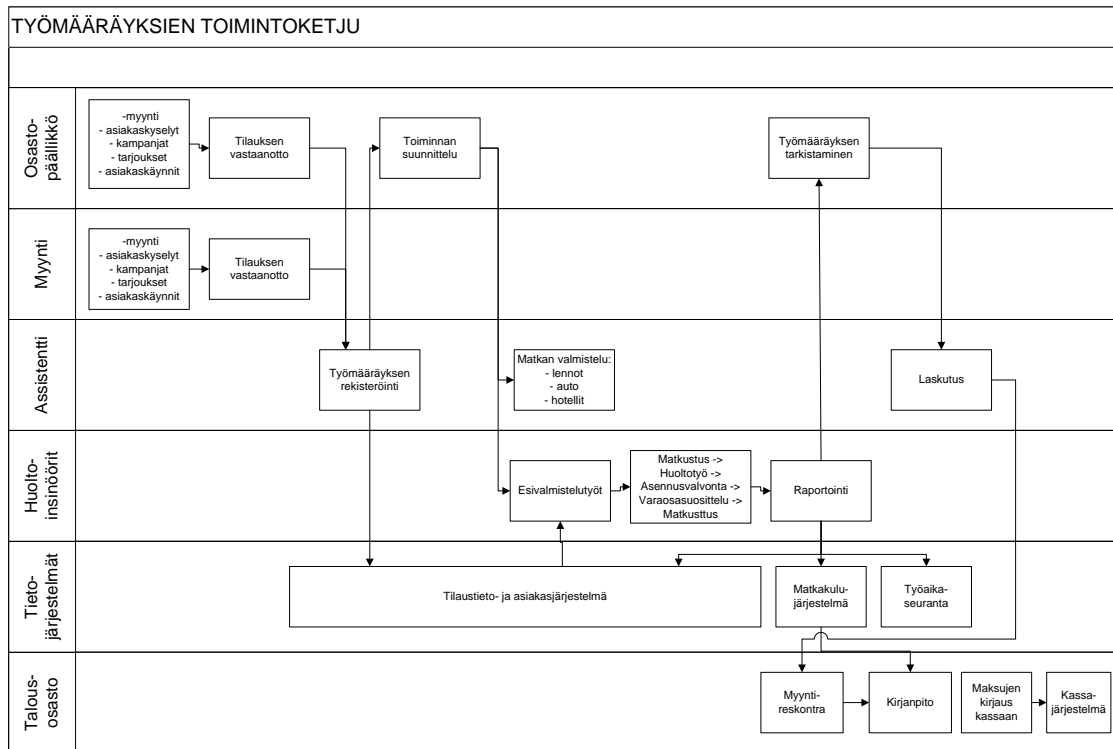 TYÖMÄÄRÄYKSIEN TOIMINTOKETJU
Osasto-
päällikkö
-myynti
- asiakaskyselyt
- kampanjat
- tarjoukset
- asiakaskäynnit
Tilauksen
vastaanotto
Toiminnan
suunnittelu
Työmääräyksen
tarkistaminen
Myynti
-myynti
- asiakaskyselyt
- kampanjat
- tarjoukset
- asiakaskäynnit
Tilauksen
vastaanotto
Assistentti
Työmääräyksen
rekisteröinti
Matkan valmistelu:
- lennot
- auto
- hotellit
Laskutus
Huolto-
insinöörit
Esivalmistelutyöt
Matkustus ->
Huoltotyö ->
Asennusvalvonta ->
Varaosasuosittelu ->
Matkusttus
Raportointi
Tieto-
järjestelmät
Tilaustieto- ja asiakasjärjestelmä
Matkakulu-
järjestelmä
Työaika-
seuranta
Talous-
osasto
Myynti-
reskontra
Kirjanpito
Maksujen
kirjaus
kassaan
Kassa-
järjestelmä